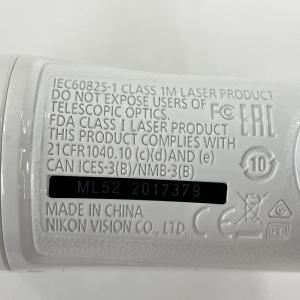 IEC60825-1 CLASS 1M LASER PRODUCT
DO NOT EXPOSE USERS OF
TELESCOPIC OPTICS.
FDA CLASS I LASER PRODUCT
COMPLIES WITH
21CFR1040.10 (c)(d)AND (e)
CAN ICES-3(B)/NMB-3(B)
FC EAC
10
ML52 2017379
MADE IN CHINA
NIKON VISION CO., LTD.
CE